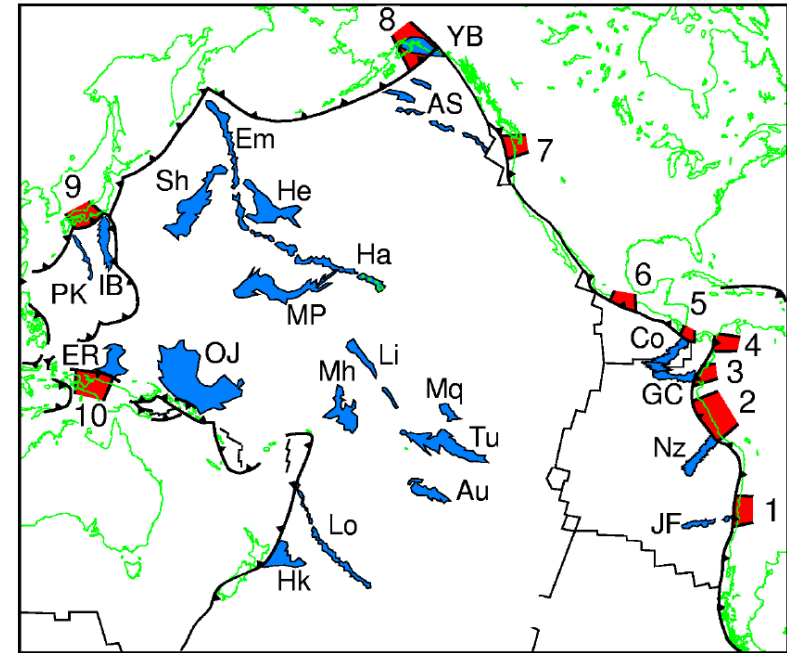 8
YB
AS
Em
7
Sh
He
9
Ha
6
PK
IB
MP
5
Co
4
ER
OJ
Li
3
Mh
GC
Mq
2
10
Tu
Nz
Au
1
Lo
JF
Hk